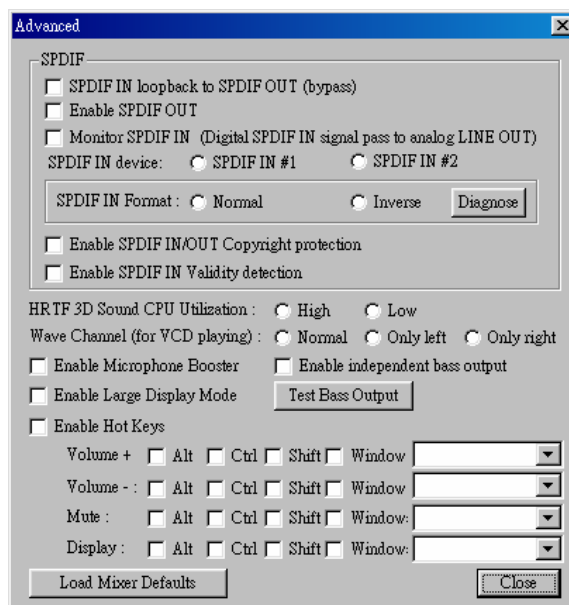 Advanced
SPDIF
SPDIF IN loopback to SPDIF OUT (bypass)
Enable SPDIF OUT
Monitor SPDIF IN (Digital SPDIF IN signal pass to analog LINE OUT)
SPDIF IN device: SPDIF IN #1 SPDIF IN #2
SPDIF IN Format : Normal Inverse Diagnose
Enable SPDIF IN/OUT Copyright protection
Enable SPDIF IN Validity detection
HRTF 3D Sound CPU Utilization : High Low
Wave Channel (for VCD playing) : Normal Only left Only right
Enable Microphone Booster Enable independent bass output
Enable Large Display Mode Test Bass Output
Enable Hot Keys
Volume + Alt Ctrl Shift Window
Volume - : Alt Ctrl Shift Window
Mute : Alt Ctrl Shift Window:
Display : Alt Ctrl Shift Window:
Load Mixer Defaults Close